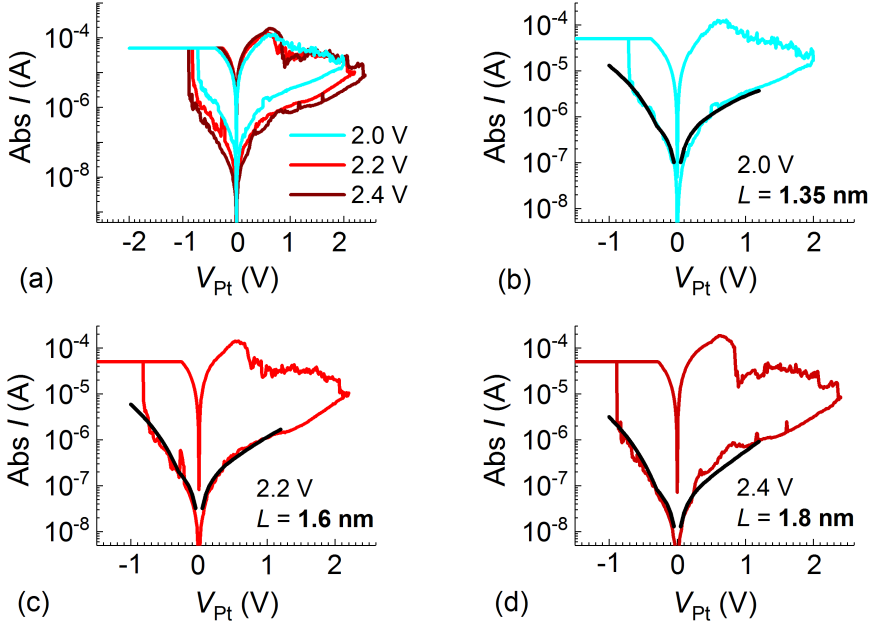 Abs I (A)
10⁻⁴
10⁻⁶
10⁻⁸
2.0 V
2.2 V
2.4 V
-2 -1 0 1 2
(a)
V_Pt (V)
Abs I (A)
10⁻⁴
10⁻⁵
10⁻⁶
10⁻⁷
10⁻⁸
2.0 V
L = 1.35 nm
-1 0 1 2
(b)
V_Pt (V)
Abs I (A)
10⁻⁴
10⁻⁵
10⁻⁶
10⁻⁷
10⁻⁸
2.2 V
L = 1.6 nm
-1 0 1 2
(c)
V_Pt (V)
Abs I (A)
10⁻⁴
10⁻⁵
10⁻⁶
10⁻⁷
10⁻⁸
2.4 V
L = 1.8 nm
-1 0 1 2
(d)
V_Pt (V)